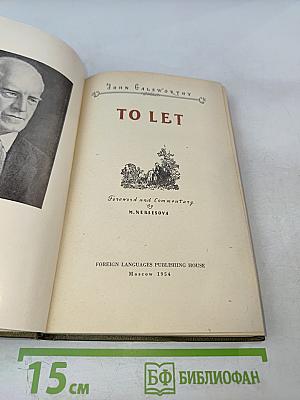 JOHN GALSWORTHY
TO LET
Foreword and Commentary
by
M. NERSESOVA
FOREIGN LANGUAGES PUBLISHING HOUSE
Moscow 1954
15 см
БФ БИБЛИОФАН